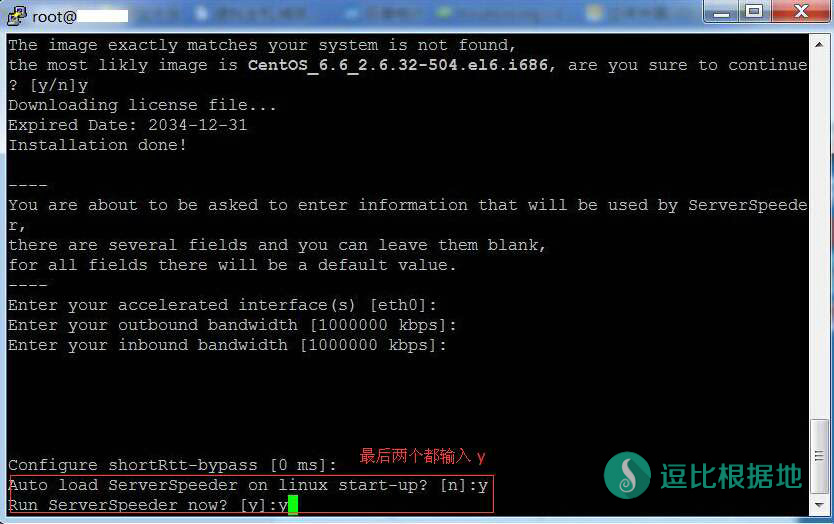 root@
The image exactly matches your system is not found,
the most likly image is CentOS_6.6_2.6.32-504.el6.i686, are you sure to continue
? [y/n]y
Downloading license file...
Expired Date: 2034-12-31
Installation done!
----
You are about to be asked to enter information that will be used by ServerSpeede
r,
there are several fields and you can leave them blank,
for all fields there will be a default value.
----
Enter your accelerated interface(s) [eth0]:
Enter your outbound bandwidth [1000000 kbps]:
Enter your inbound bandwidth [1000000 kbps]:
最后两个都输入 y
Configure shortRtt-bypass [0 ms]:
Auto load ServerSpeeder on linux start-up? [n]:y
Run ServerSpeeder now? [y]:y
逗比根据地